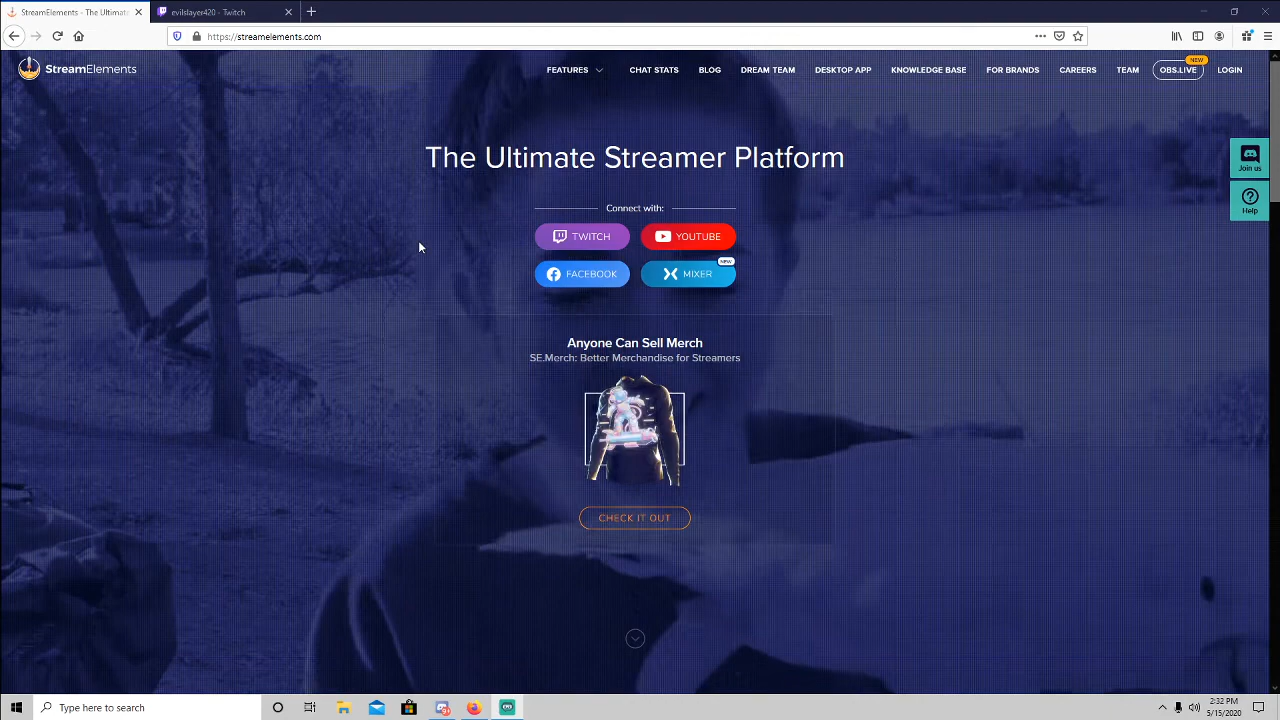 StreamElements - The Ultimate
evilslayer420 - Twitch
https://streamelements.com
StreamElements
FEATURES
CHAT STATS
BLOG
DREAM TEAM
DESKTOP APP
KNOWLEDGE BASE
FOR BRANDS
CAREERS
TEAM
NEW
OBS.LIVE
LOGIN
Join us
Help
The Ultimate Streamer Platform
Connect with:
TWITCH
YOUTUBE
FACEBOOK
NEW
MIXER
Anyone Can Sell Merch
SE.Merch: Better Merchandise for Streamers
CHECK IT OUT
Type here to search
2:32 PM
5/15/2020